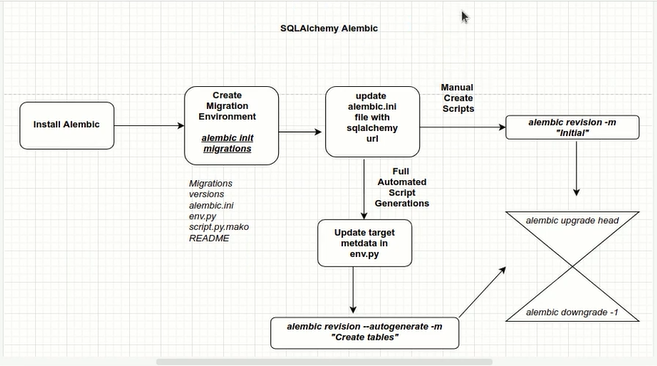 SQLAlchemy Alembic
Install Alembic
Create
Migration
Environment
alembic init
migrations
Migrations
versions
alembic.ini
env.py
script.py.mako
README
update
alembic.ini
file with
sqlalchemy
url
Manual
Create
Scripts
alembic revision -m
"Initial"
Full
Automated
Script
Generations
Update target
metdata in
env.py
alembic revision --autogenerate -m
"Create tables"
alembic upgrade head
alembic downgrade -1